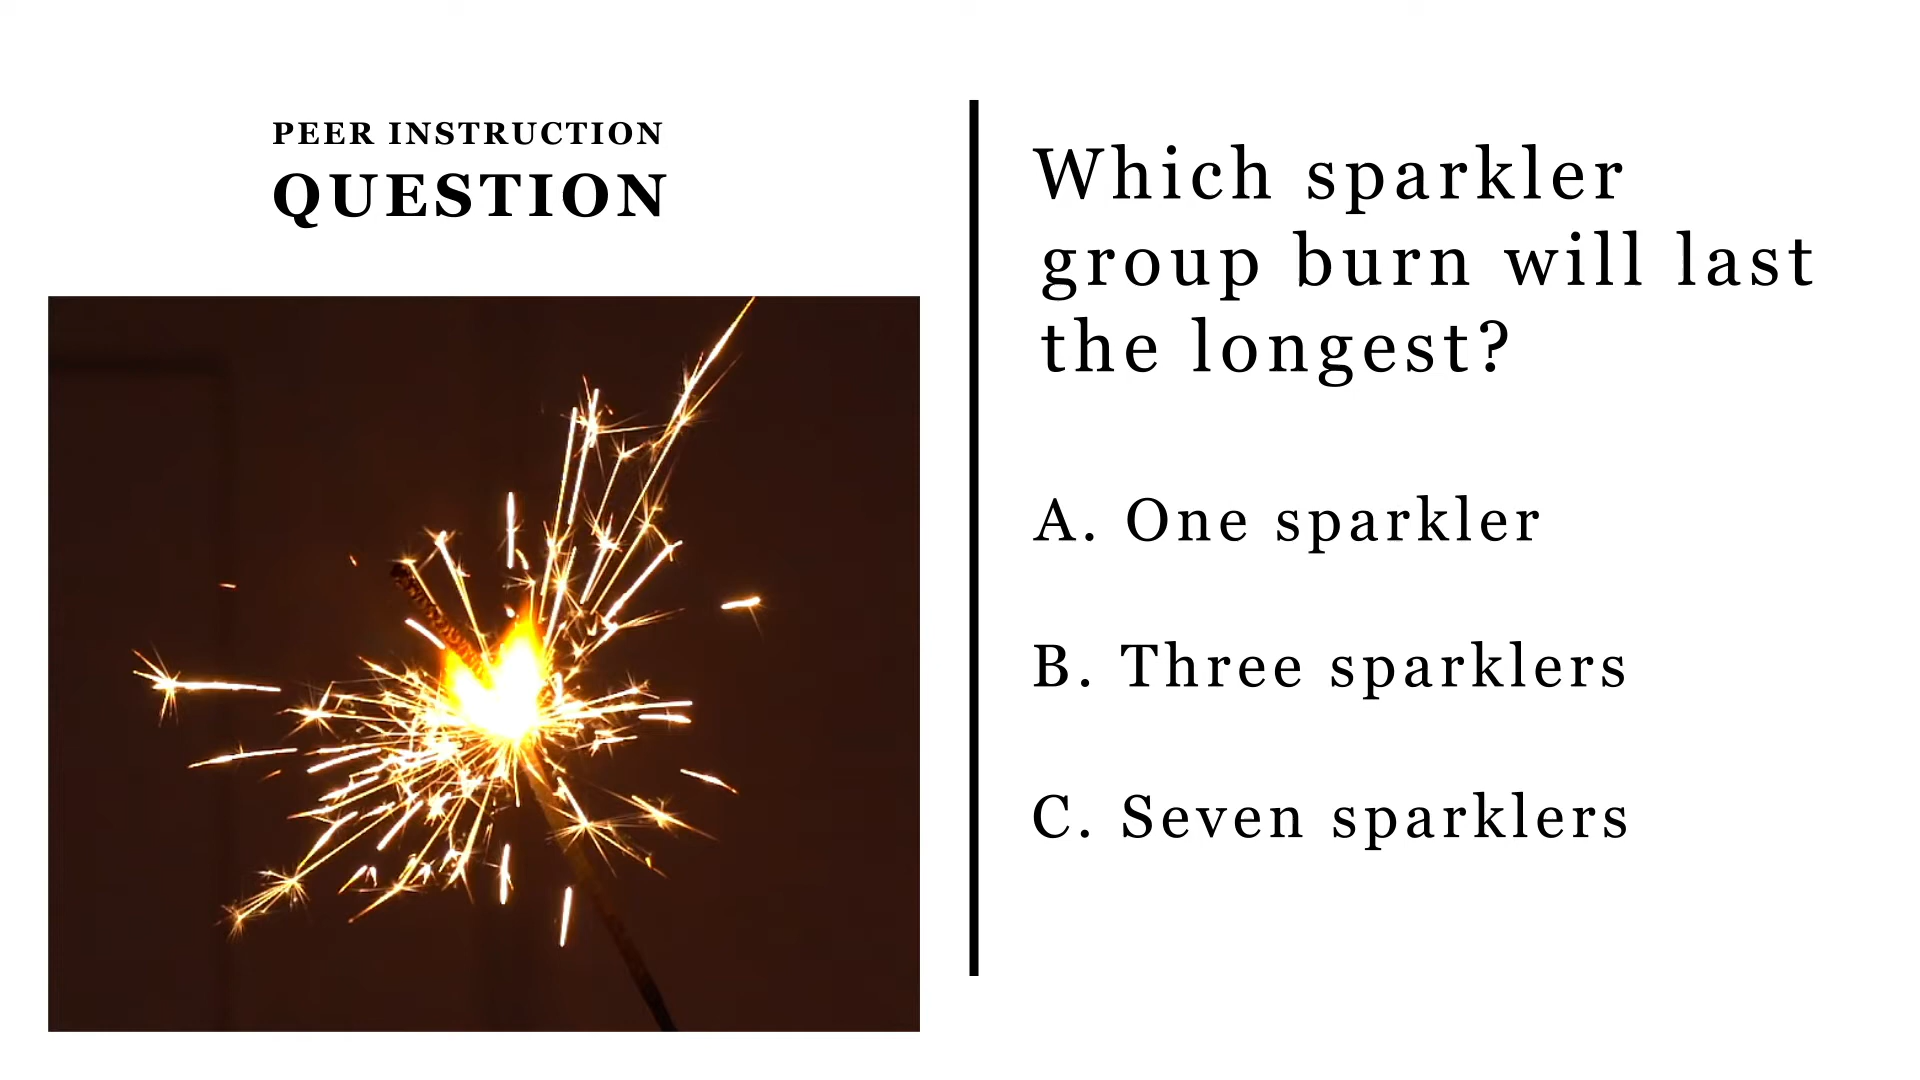 PEER INSTRUCTION
QUESTION
Which sparkler
group burn will last
the longest?
A. One sparkler
B. Three sparklers
C. Seven sparklers